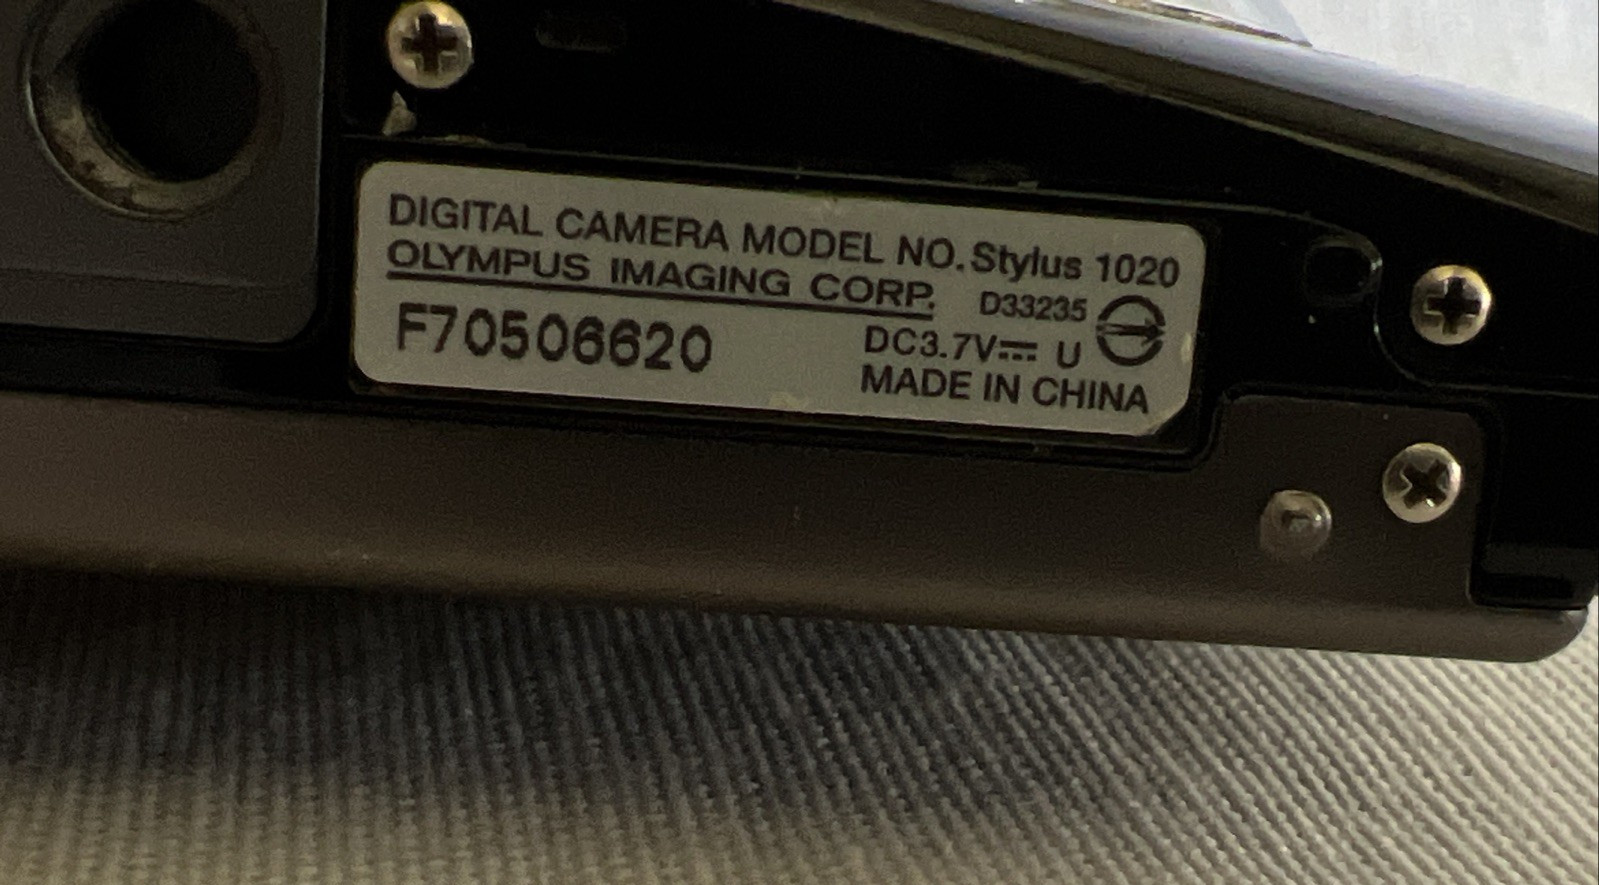 DIGITAL CAMERA MODEL NO. Stylus 1020
OLYMPUS IMAGING CORP. D33235
F70506620 DC3.7V⎓ U
MADE IN CHINA